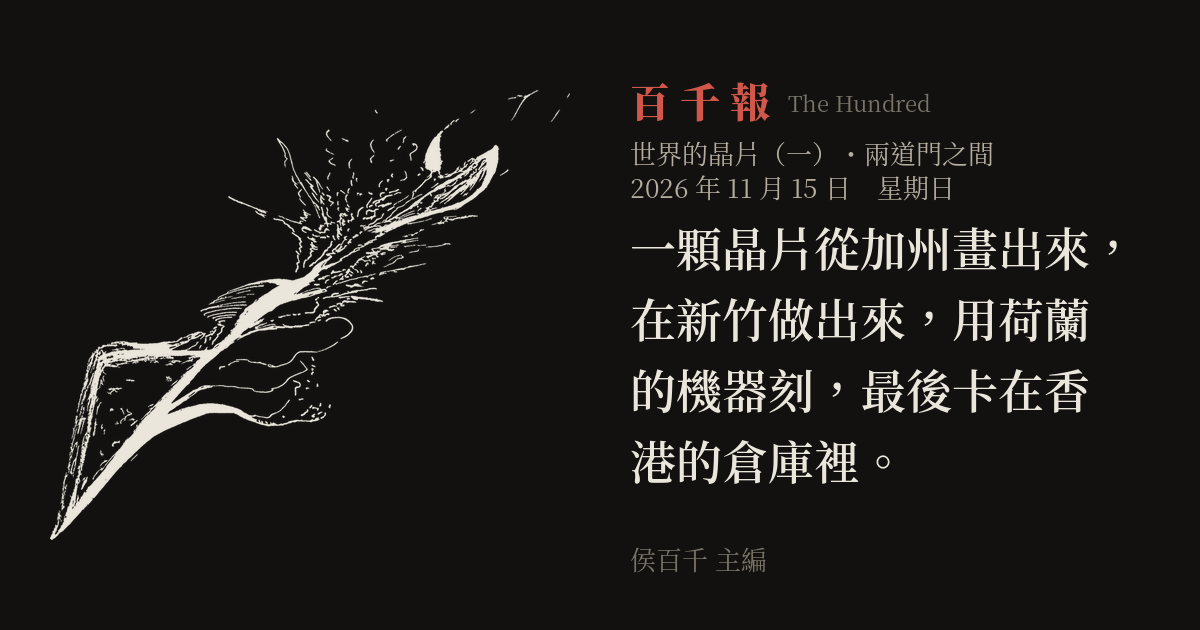 百千報 The Hundred
世界的晶片（一）・兩道門之間
2026 年 11 月 15 日　星期日
一顆晶片從加州畫出來，
在新竹做出來，用荷蘭
的機器刻，最後卡在香
港的倉庫裡。
侯百千 主編